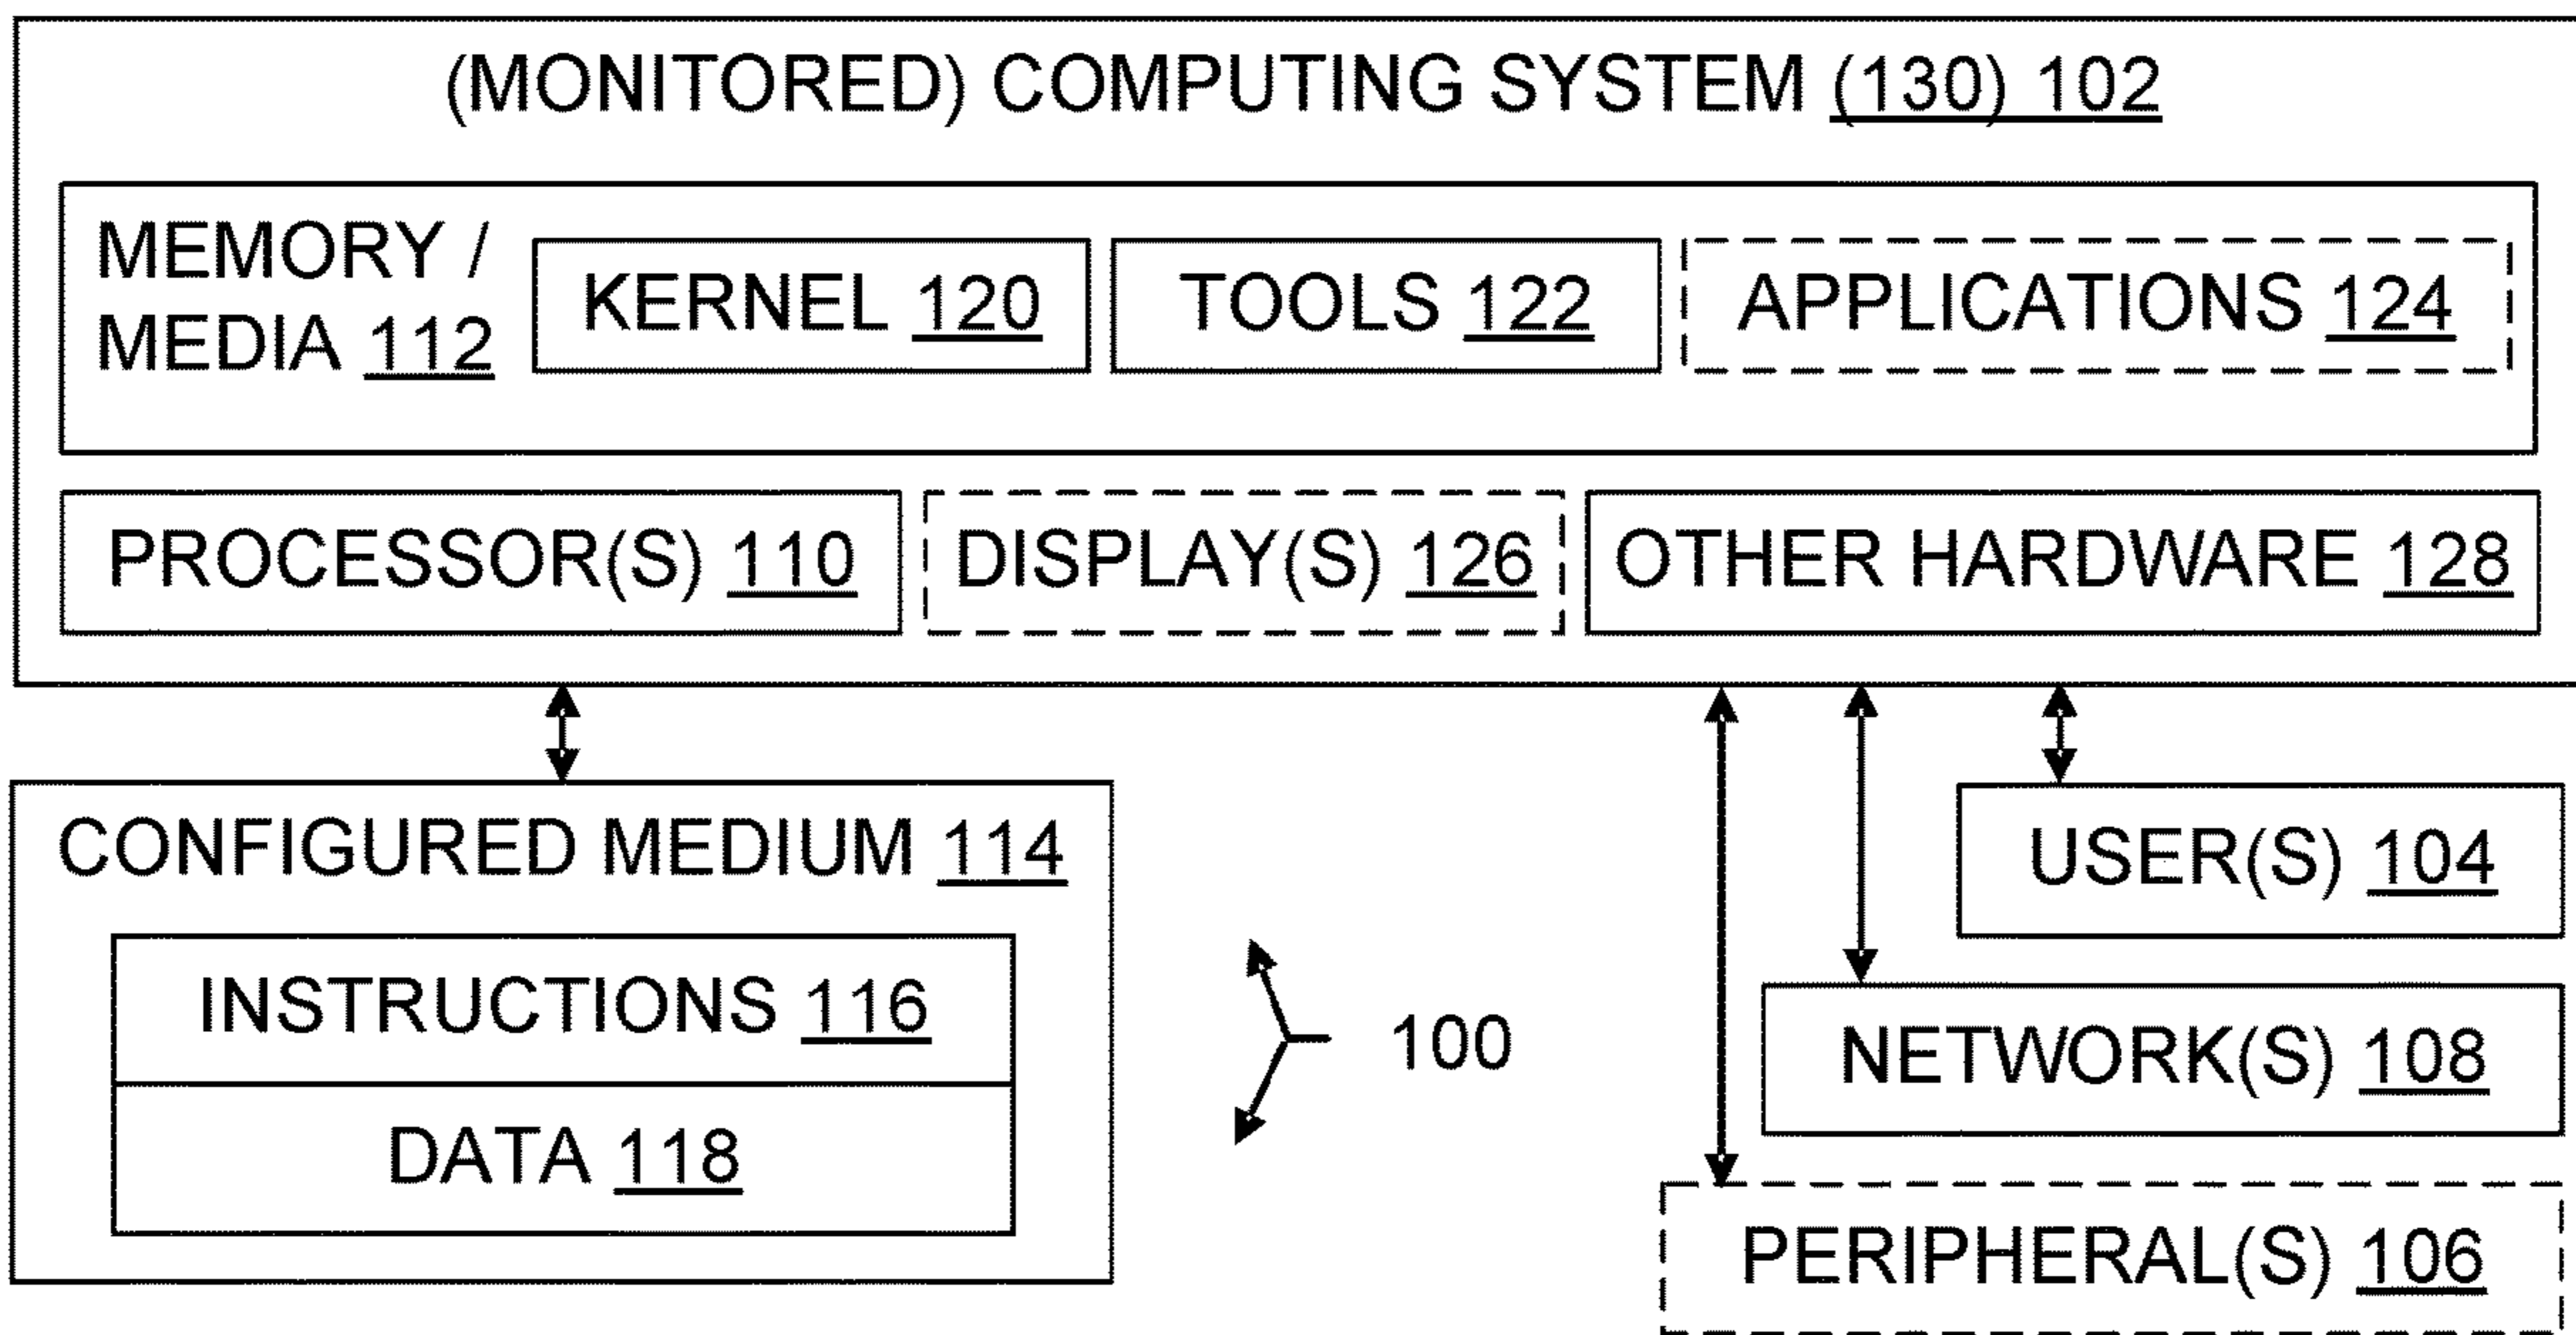 (MONITORED) COMPUTING SYSTEM (130) 102
MEMORY /
MEDIA 112
KERNEL 120
TOOLS 122
APPLICATIONS 124
PROCESSOR(S) 110
DISPLAY(S) 126
OTHER HARDWARE 128
CONFIGURED MEDIUM 114
INSTRUCTIONS 116
DATA 118
100
USER(S) 104
NETWORK(S) 108
PERIPHERAL(S) 106